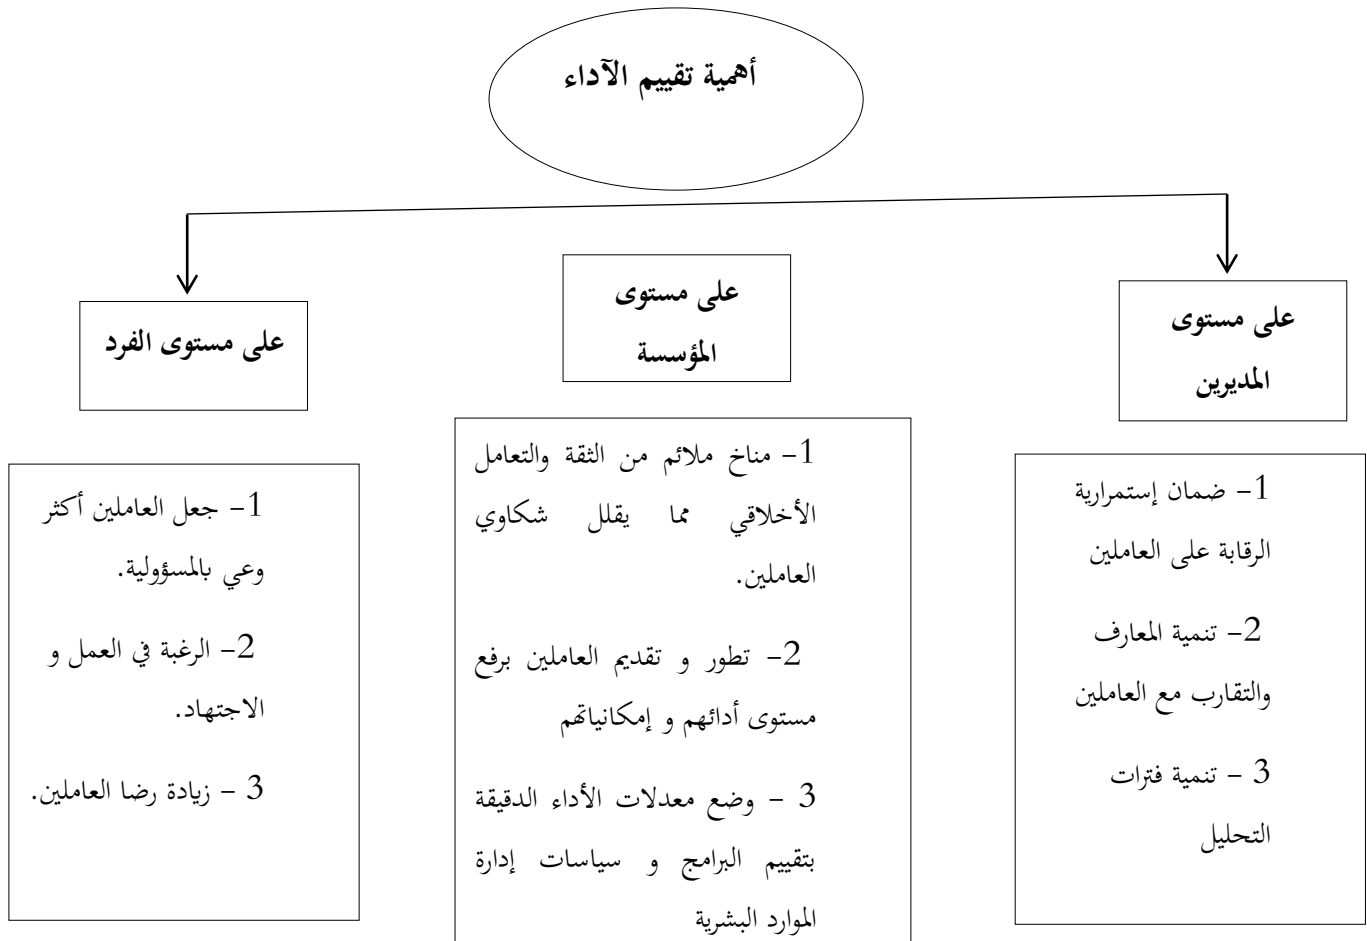 أهمية تقييم الآداء
على مستوى
المديرين
على مستوى
المؤسسة
على مستوى الفرد
1- ضمان إستمرارية
الرقابة على العاملين
2- تنمية المعارف
والتقارب مع العاملين
3 - تنمية فترات
التحليل
1- مناخ ملائم من الثقة والتعامل
الأخلاقي مما يقلل شكاوي
العاملين.
2- تطور و تقديم العاملين برفع
مستوى أدائهم و إمكانياتهم
3 - وضع معدلات الأداء الدقيقة
بتقييم البرامج و سياسات إدارة
الموارد البشرية
1- جعل العاملين أكثر
وعي بالمسؤولية.
2- الرغبة في العمل و
الاجتهاد.
3 - زيادة رضا العاملين.